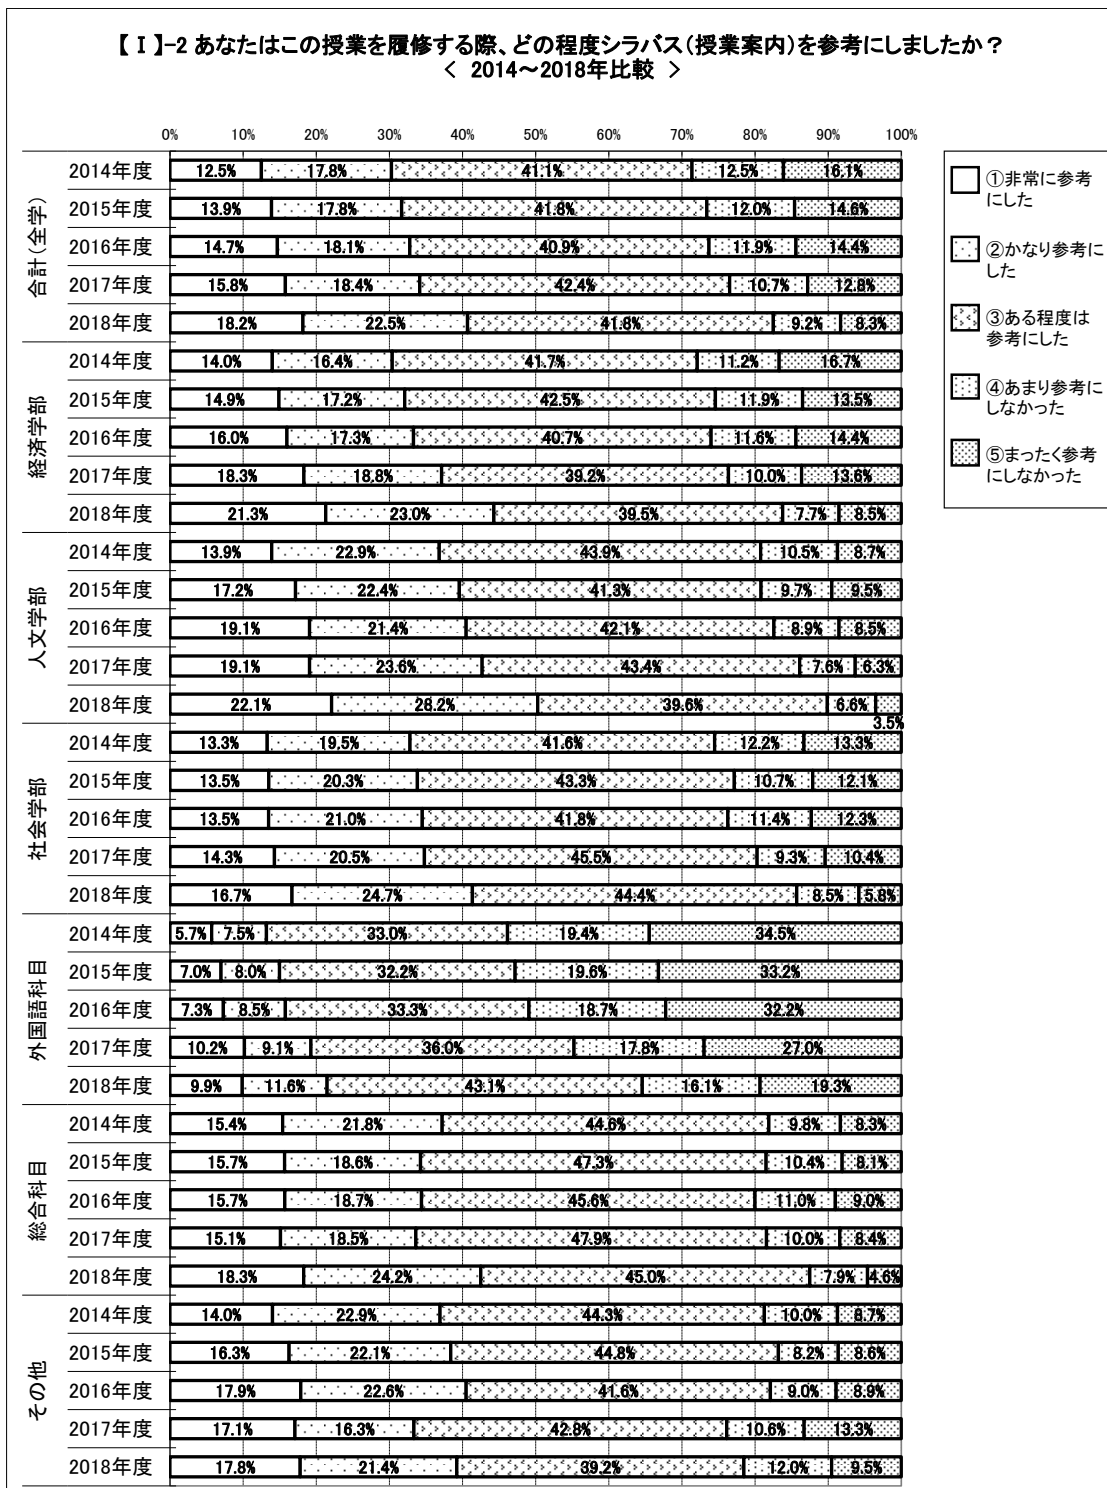 【Ⅰ】-2 あなたはこの授業を履修する際、どの程度シラバス(授業案内)を参考にしましたか?
< 2014～2018年比較 >
0% 10% 20% 30% 40% 50% 60% 70% 80% 90% 100%
合計(全学)
2014年度 12.5% 17.8% 41.1% 12.5% 16.1%
2015年度 13.9% 17.8% 41.8% 12.0% 14.6%
2016年度 14.7% 18.1% 40.9% 11.9% 14.4%
2017年度 15.8% 18.4% 42.4% 10.7% 12.8%
2018年度 18.2% 22.5% 41.8% 9.2% 8.3%
経済学部
2014年度 14.0% 16.4% 41.7% 11.2% 16.7%
2015年度 14.9% 17.2% 42.5% 11.9% 13.5%
2016年度 16.0% 17.3% 40.7% 11.6% 14.4%
2017年度 18.3% 18.8% 39.2% 10.0% 13.6%
2018年度 21.3% 23.0% 39.5% 7.7% 8.5%
人文学部
2014年度 13.9% 22.9% 43.9% 10.5% 8.7%
2015年度 17.2% 22.4% 41.3% 9.7% 9.5%
2016年度 19.1% 21.4% 42.1% 8.9% 8.5%
2017年度 19.1% 23.6% 43.4% 7.6% 6.3%
2018年度 22.1% 28.2% 39.6% 6.6% 3.5%
社会学部
2014年度 13.3% 19.5% 41.6% 12.2% 13.3%
2015年度 13.5% 20.3% 43.3% 10.7% 12.1%
2016年度 13.5% 21.0% 41.8% 11.4% 12.3%
2017年度 14.3% 20.5% 45.5% 9.3% 10.4%
2018年度 16.7% 24.7% 44.4% 8.5% 5.8%
外国語科目
2014年度 5.7% 7.5% 33.0% 19.4% 34.5%
2015年度 7.0% 8.0% 32.2% 19.6% 33.2%
2016年度 7.3% 8.5% 33.3% 18.7% 32.2%
2017年度 10.2% 9.1% 36.0% 17.8% 27.0%
2018年度 9.9% 11.6% 43.1% 16.1% 19.3%
総合科目
2014年度 15.4% 21.8% 44.6% 9.8% 8.3%
2015年度 15.7% 18.6% 47.3% 10.4% 8.1%
2016年度 15.7% 18.7% 45.6% 11.0% 9.0%
2017年度 15.1% 18.5% 47.9% 10.0% 8.4%
2018年度 18.3% 24.2% 45.0% 7.9% 4.6%
その他
2014年度 14.0% 22.9% 44.3% 10.0% 8.7%
2015年度 16.3% 22.1% 44.8% 8.2% 8.6%
2016年度 17.9% 22.6% 41.6% 9.0% 8.9%
2017年度 17.1% 16.3% 42.8% 10.6% 13.3%
2018年度 17.8% 21.4% 39.2% 12.0% 9.5%
①非常に参考
にした
②かなり参考に
した
③ある程度は
参考にした
④あまり参考に
しなかった
⑤まったく参考
にしなかった